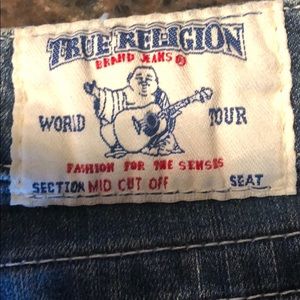 TRUE RELIGION
BRAND JEANS®
WORLD TOUR
FASHION FOR THE SENSES
SECTION MID CUT OFF SEAT